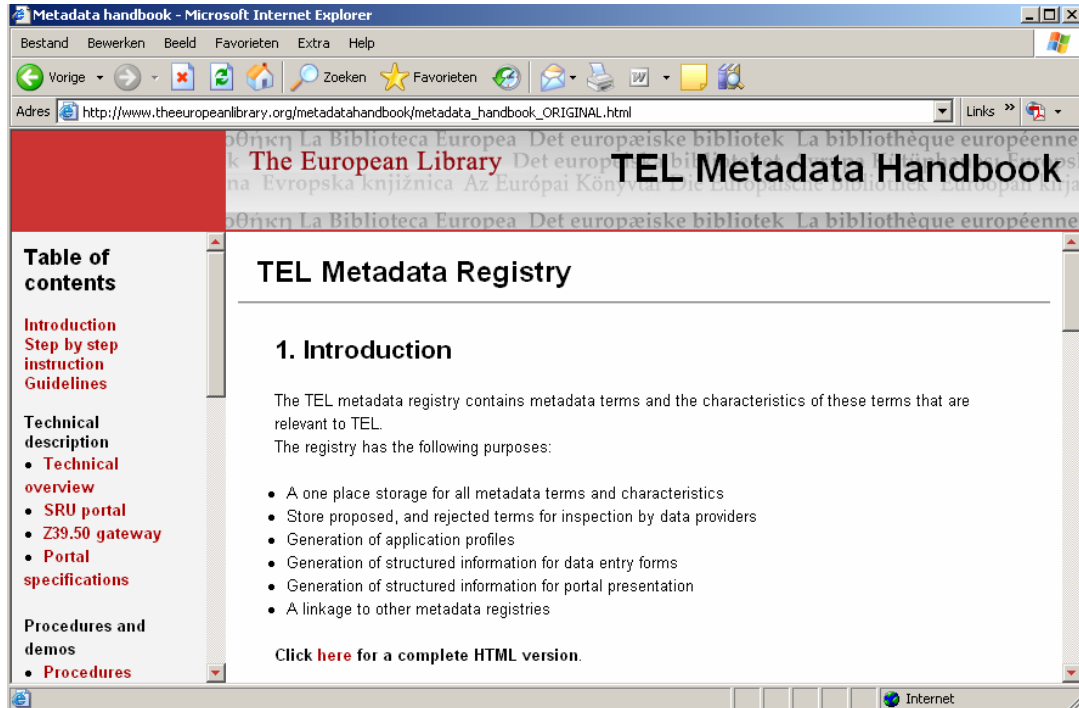 Metadata handbook - Microsoft Internet Explorer
Bestand Bewerken Beeld Favorieten Extra Help
Vorige Zoeken Favorieten
Adres http://www.theeuropeanlibrary.org/metadatahandbook/metadata_handbook_ORIGINAL.html Links »
La Biblioteca Europea Det europæiske bibliotek La bibliothèque européenne
The European Library
TEL Metadata Handbook
Evropska knjižnica Az Európai
La Biblioteca Europea Det europæiske bibliotek La bibliothèque européenne
Table of
contents
Introduction
Step by step
instruction
Guidelines
Technical
description
• Technical
overview
• SRU portal
• Z39.50 gateway
• Portal
specifications
Procedures and
demos
• Procedures
TEL Metadata Registry
1. Introduction
The TEL metadata registry contains metadata terms and the characteristics of these terms that are
relevant to TEL.
The registry has the following purposes:
• A one place storage for all metadata terms and characteristics
• Store proposed, and rejected terms for inspection by data providers
• Generation of application profiles
• Generation of structured information for data entry forms
• Generation of structured information for portal presentation
• A linkage to other metadata registries
Click here for a complete HTML version.
Internet